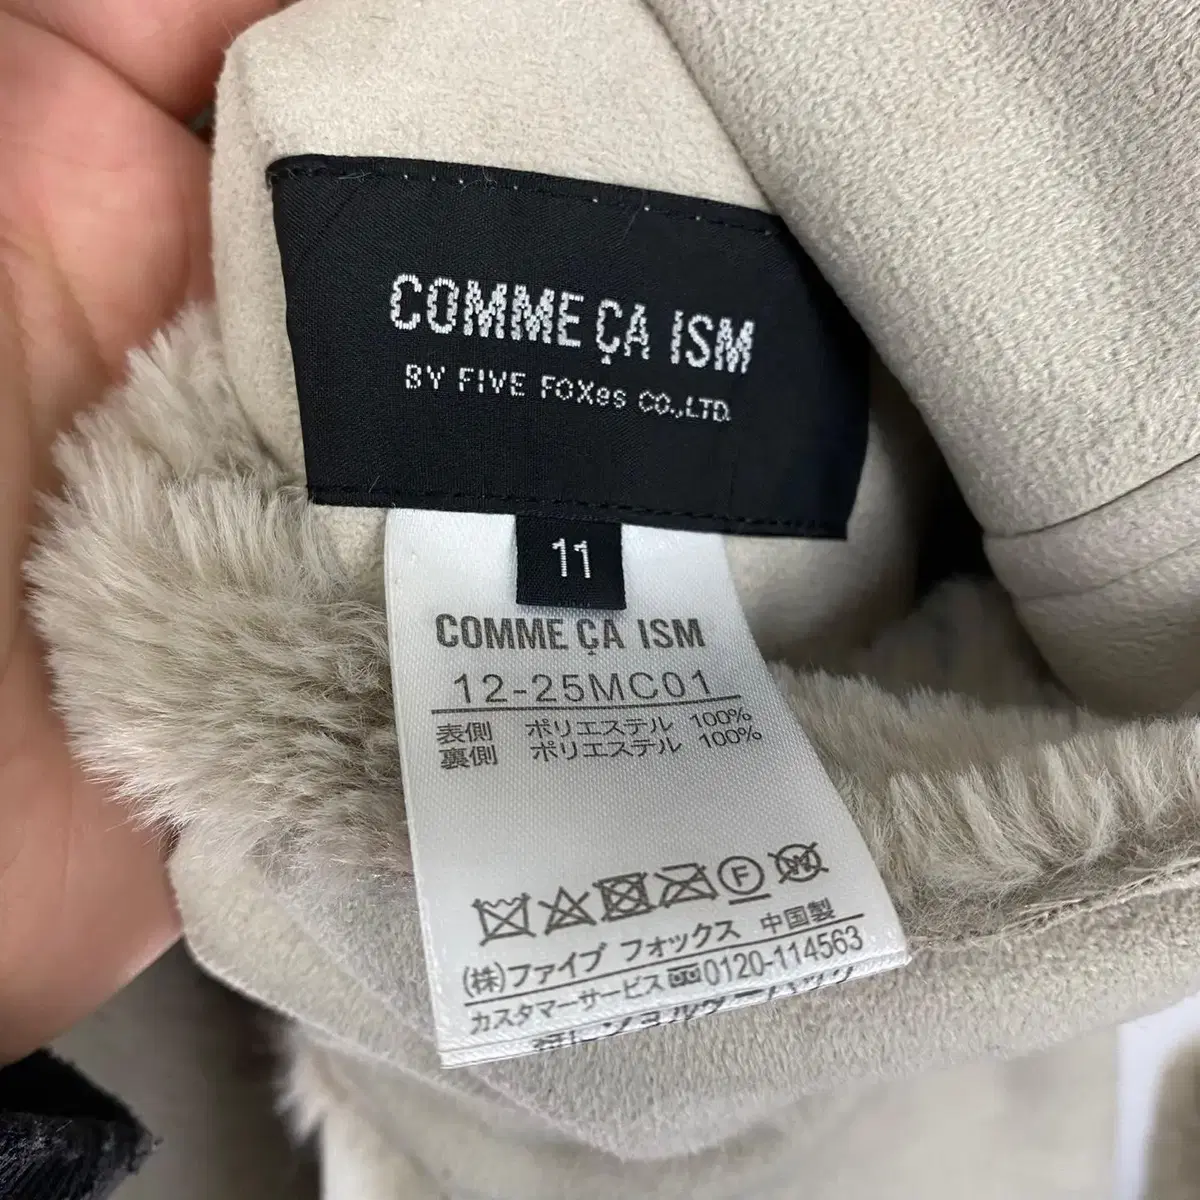 COMME ÇA ISM
BY FIVE FOXes CO.,LTD.
11
COMME ÇA ISM
12-25MC01
表側 ポリエステル 100%
裏側 ポリエステル 100%
F
W
(株)ファイブ フォックス 中国製
カスタマーサービス 0120-114563